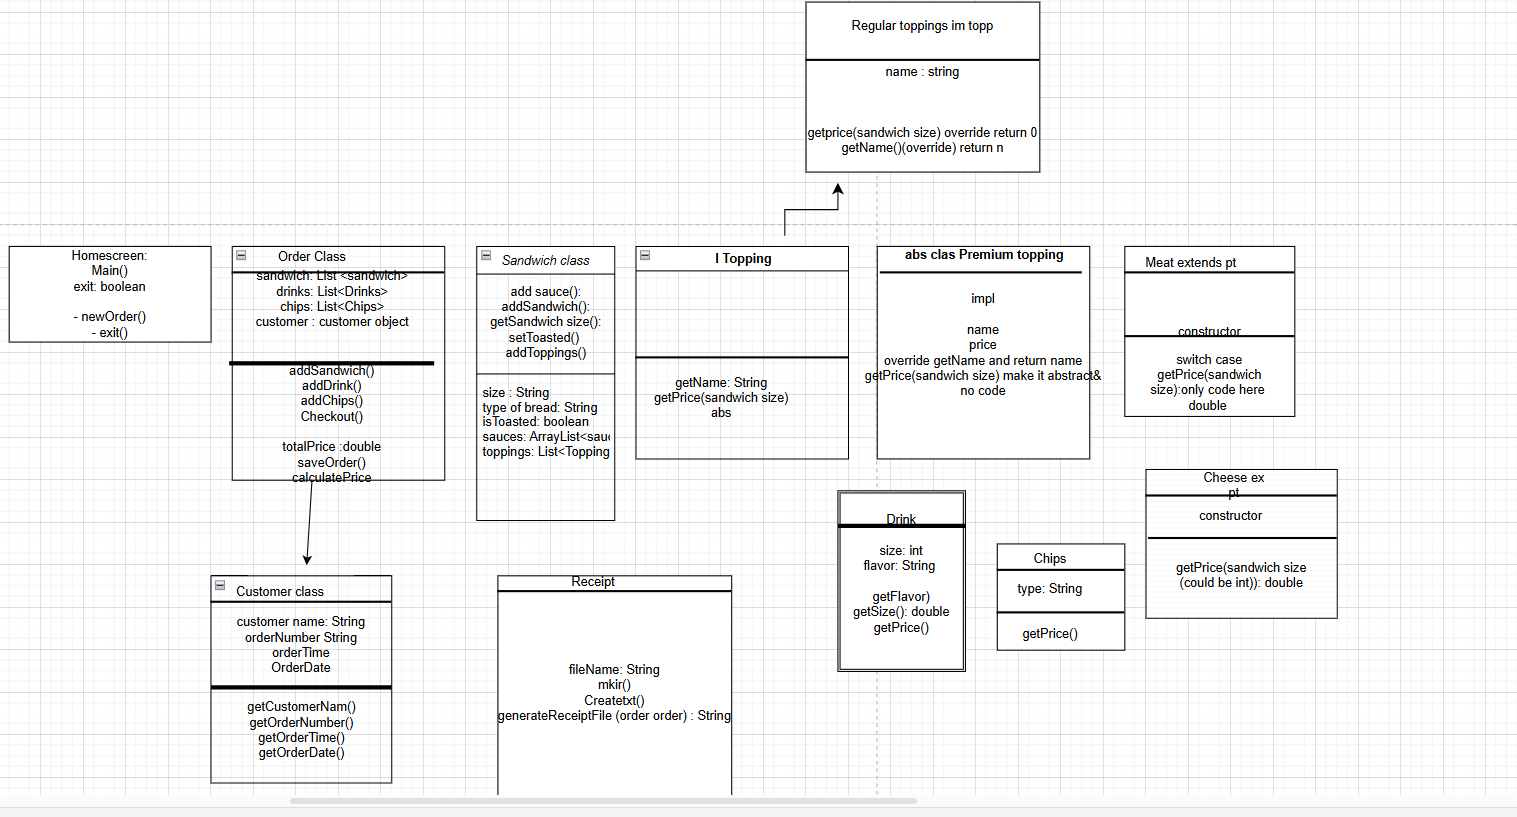 Regular toppings im topp
name : string
getprice(sandwich size) override return 0
getName()(override) return n
Homescreen:
Main()
exit: boolean
- newOrder()
- exit()
Order Class
sandwich: List <sandwich>
drinks: List<Drinks>
chips: List<Chips>
customer : customer object
addSandwich()
addDrink()
addChips()
Checkout()
totalPrice :double
saveOrder()
calculatePrice
Sandwich class
add sauce():
addSandwich():
getSandwich size():
setToasted()
addToppings()
size : String
type of bread: String
isToasted: boolean
sauces: ArrayList<sau
toppings: List<Topping
I Topping
getName: String
getPrice(sandwich size)
abs
abs clas Premium topping
impl
name
price
override getName and return name
getPrice(sandwich size) make it abstract&
no code
Meat extends pt
constructor
switch case
getPrice(sandwich
size):only code here
double
Cheese ex
pt
constructor
getPrice(sandwich size
(could be int)): double
Drink
size: int
flavor: String
getFlavor)
getSize(): double
getPrice()
Chips
type: String
getPrice()
Customer class
customer name: String
orderNumber String
orderTime
OrderDate
getCustomerNam()
getOrderNumber()
getOrderTime()
getOrderDate()
Receipt
fileName: String
mkir()
Createtxt()
generateReceiptFile (order order) : String